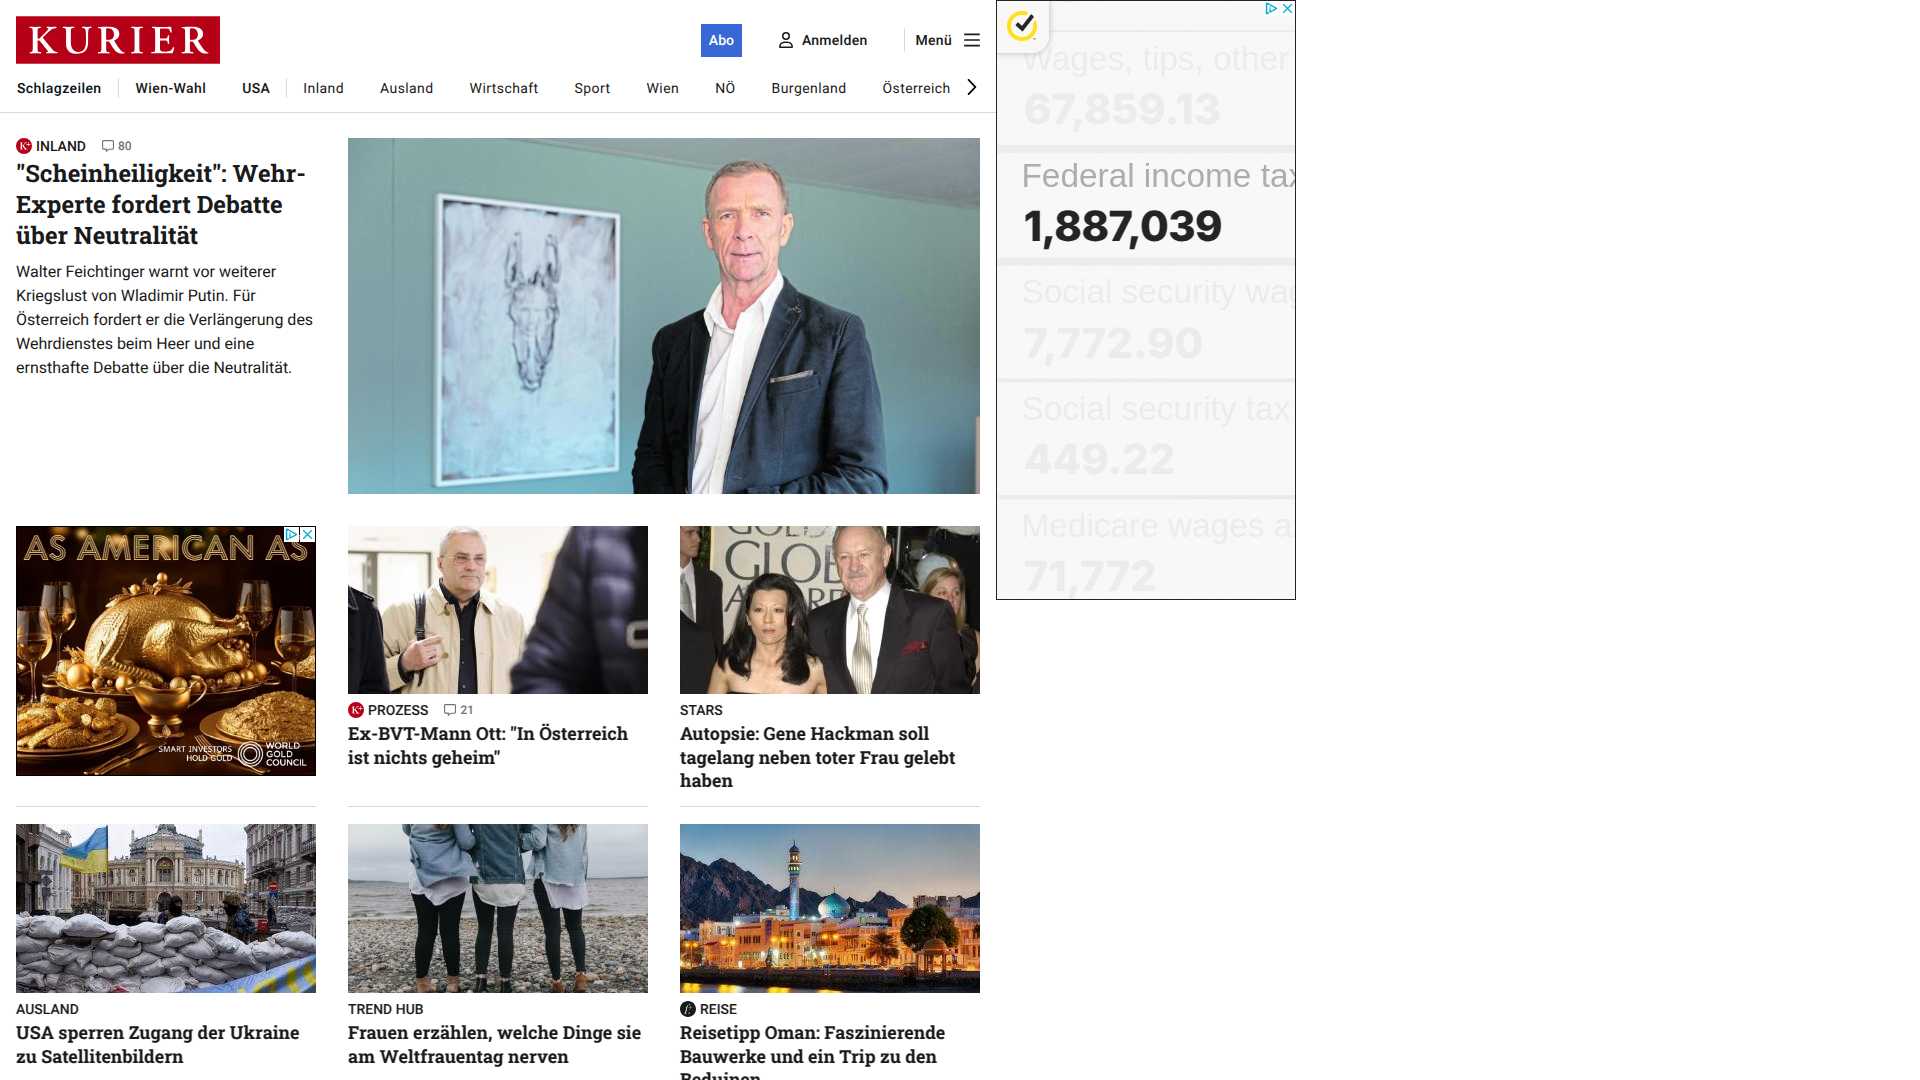 KURIER
Abo
Anmelden
Menü
Schlagzeilen
Wien-Wahl
USA
Inland
Ausland
Wirtschaft
Sport
Wien
NÖ
Burgenland
Österreich
INLAND 80
"Scheinheiligkeit": Wehr-
Experte fordert Debatte
über Neutralität
Walter Feichtinger warnt vor weiterer
Kriegslust von Wladimir Putin. Für
Österreich fordert er die Verlängerung des
Wehrdienstes beim Heer und eine
ernsthafte Debatte über die Neutralität.
Wages, tips, other
67,859.13
Federal income tax
1,887,039
Social security wag
7,772.90
Social security tax
449.22
Medicare wages a
71,772
AS AMERICAN AS
SMART INVESTORS
HOLD GOLD
WORLD
GOLD
COUNCIL
PROZESS 21
Ex-BVT-Mann Ott: "In Österreich
ist nichts geheim"
GOLD
GLOB
AWARD
STARS
Autopsie: Gene Hackman soll
tagelang neben toter Frau gelebt
haben
AUSLAND
USA sperren Zugang der Ukraine
zu Satellitenbildern
TREND HUB
Frauen erzählen, welche Dinge sie
am Weltfrauentag nerven
REISE
Reisetipp Oman: Faszinierende
Bauwerke und ein Trip zu den
Beduinen